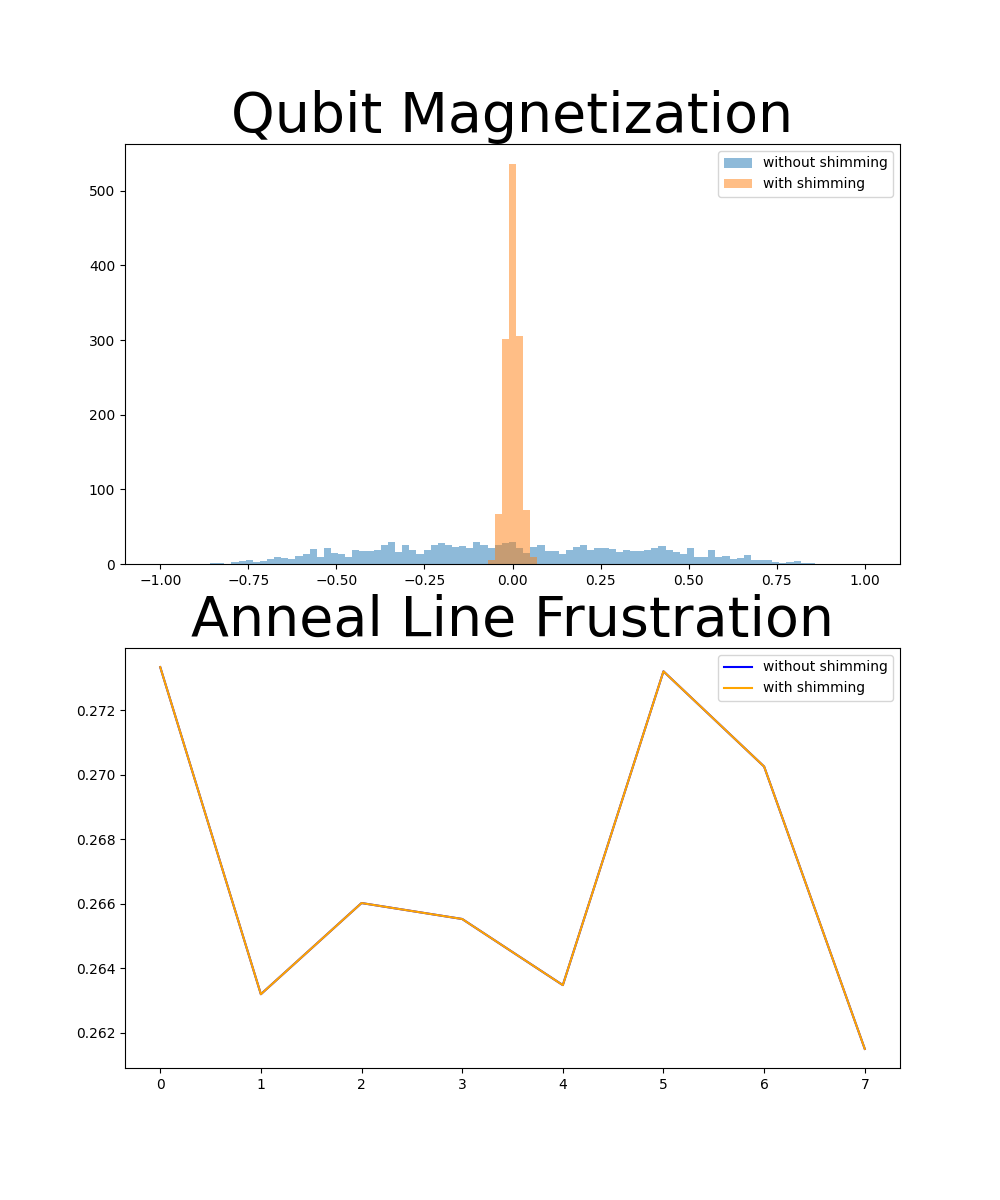 Qubit Magnetization
without shimming
with shimming
500
400
300
200
100
0
−1.00 −0.75 −0.50 −0.25 0.00 0.25 0.50 0.75 1.00
Anneal Line Frustration
without shimming
with shimming
0.272
0.270
0.268
0.266
0.264
0.262
0 1 2 3 4 5 6 7